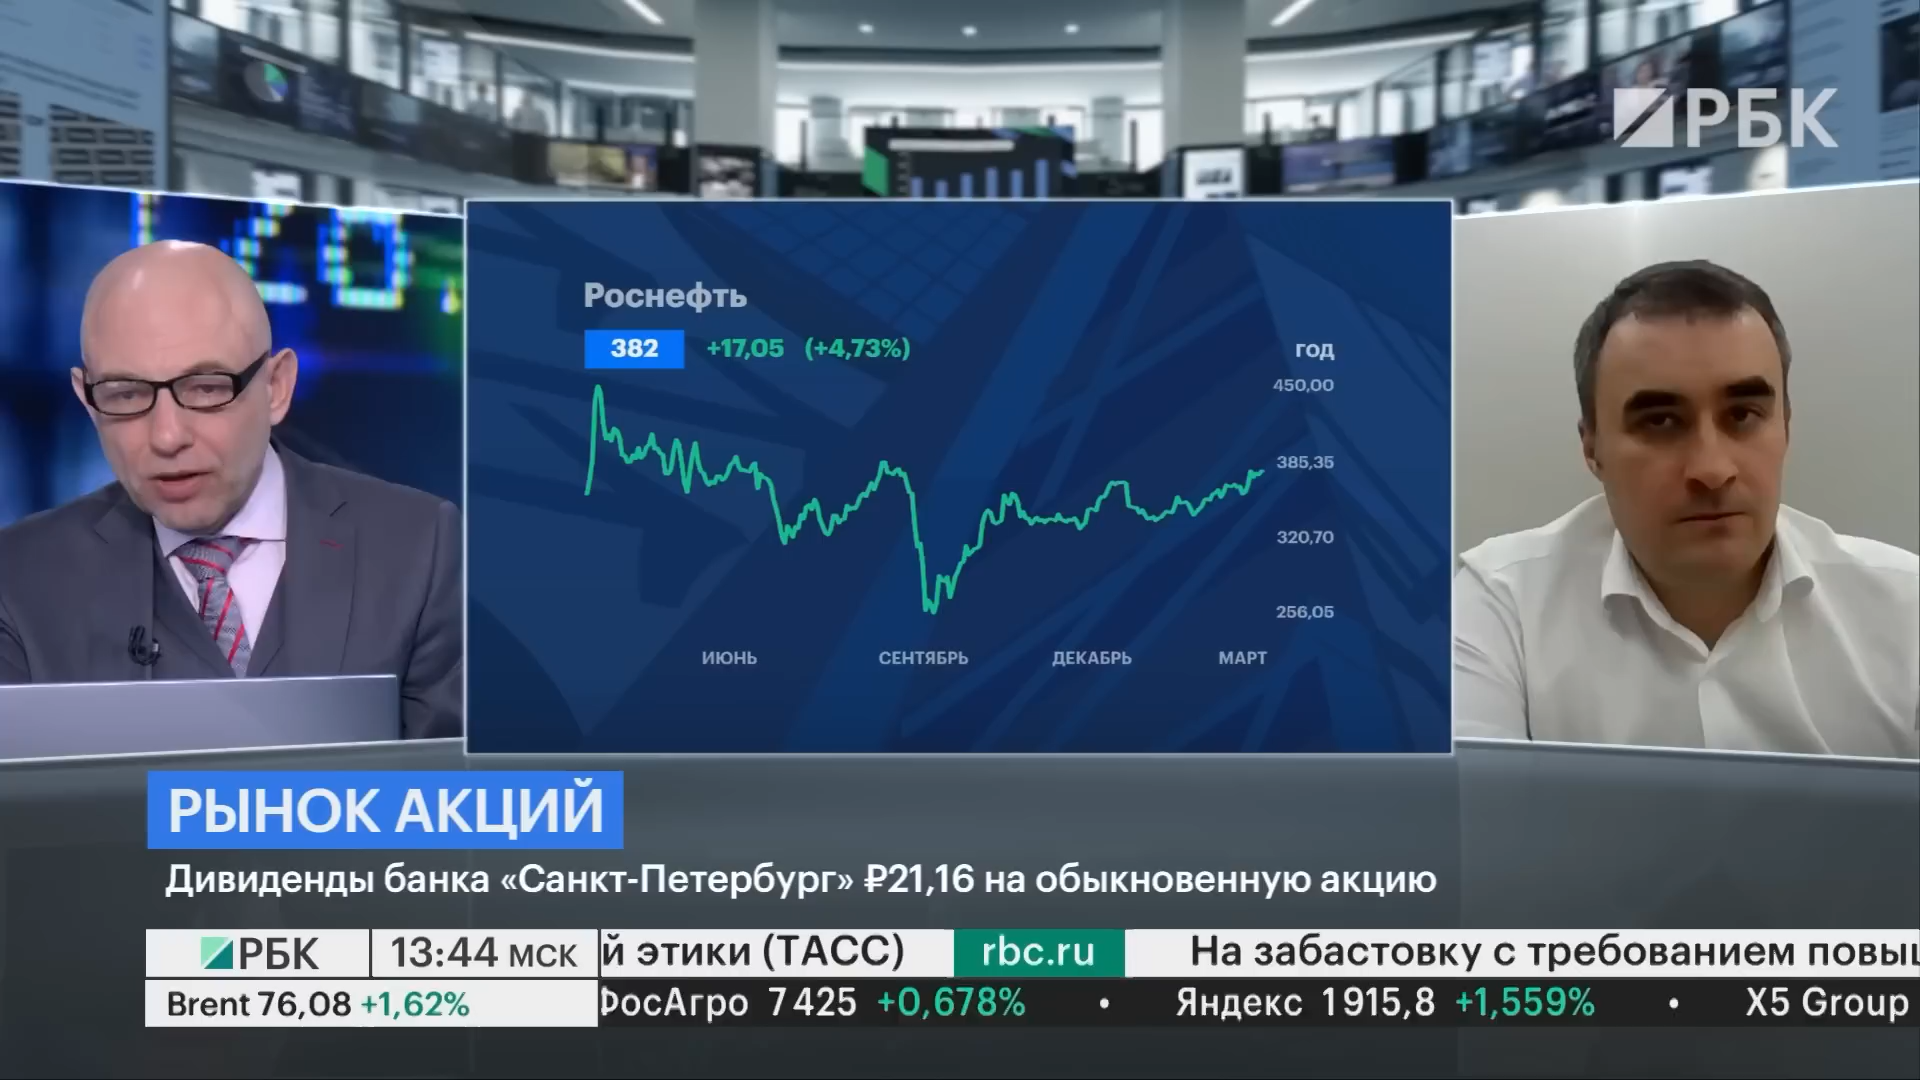 РБК
Роснефть
382 +17,05 (+4,73%)
год
450,00
385,35
320,70
256,05
ИЮНЬ СЕНТЯБРЬ ДЕКАБРЬ МАРТ
РЫНОК АКЦИЙ
Дивиденды банка «Санкт-Петербург» ₽21,16 на обыкновенную акцию
РБК 13:44 МСК й этики (ТАСС) rbc.ru На забастовку с требованием повыш
Brent 76,08 +1,62% ФосАгро 7425 +0,678% • Яндекс 1915,8 +1,559% • X5 Group